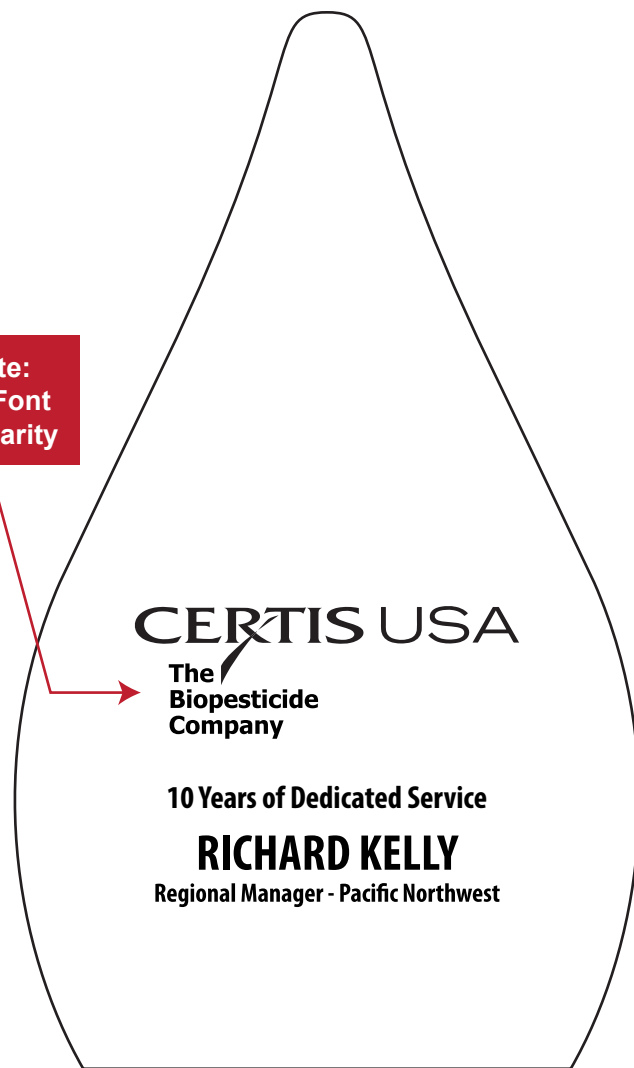 te:
Font
arity
CERTIS USA
The
Biopesticide
Company
10 Years of Dedicated Service
RICHARD KELLY
Regional Manager - Pacific Northwest